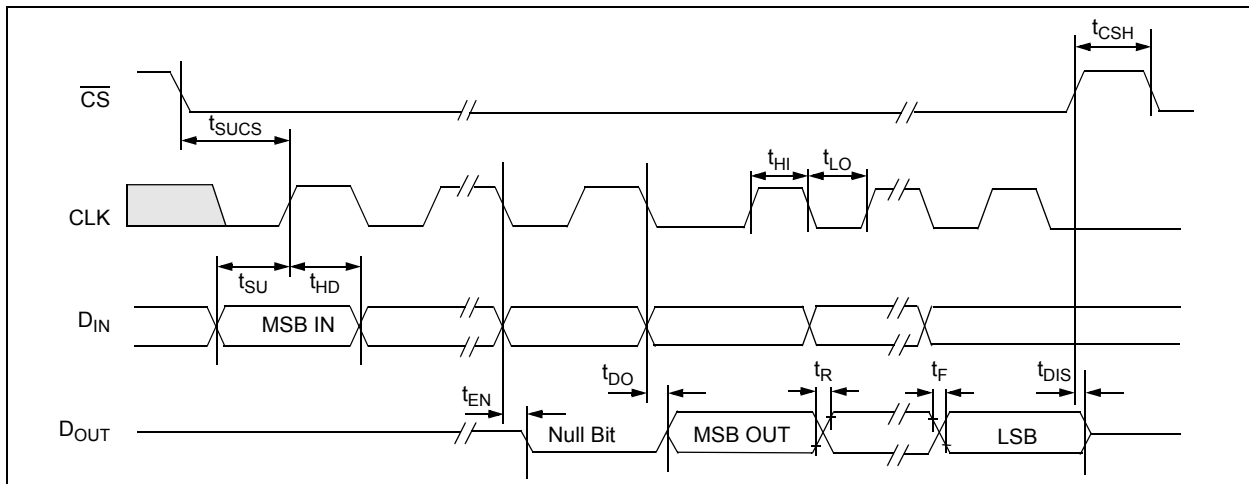 tCSH
CS
tSUCS
tHI tLO
CLK
tSU tHD
DIN MSB IN
tEN tDO tR tF tDIS
DOUT Null Bit MSB OUT LSB